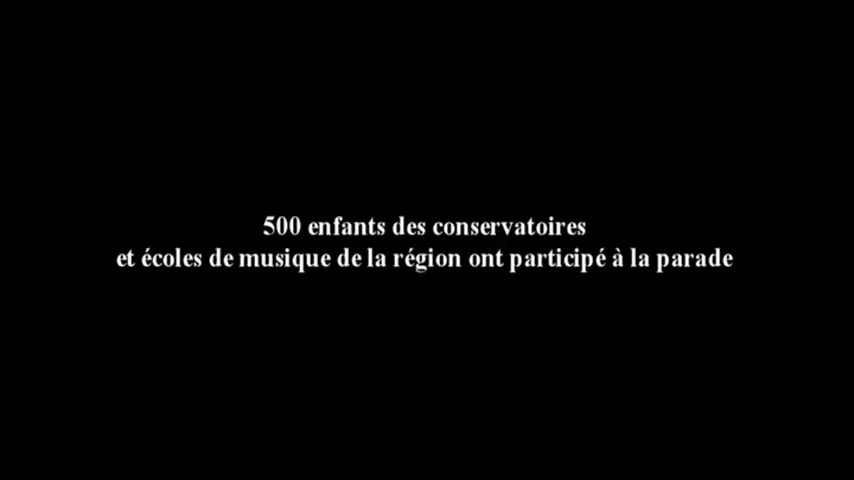 500 enfants des conservatoires
et écoles de musique de la région ont participé à la parade